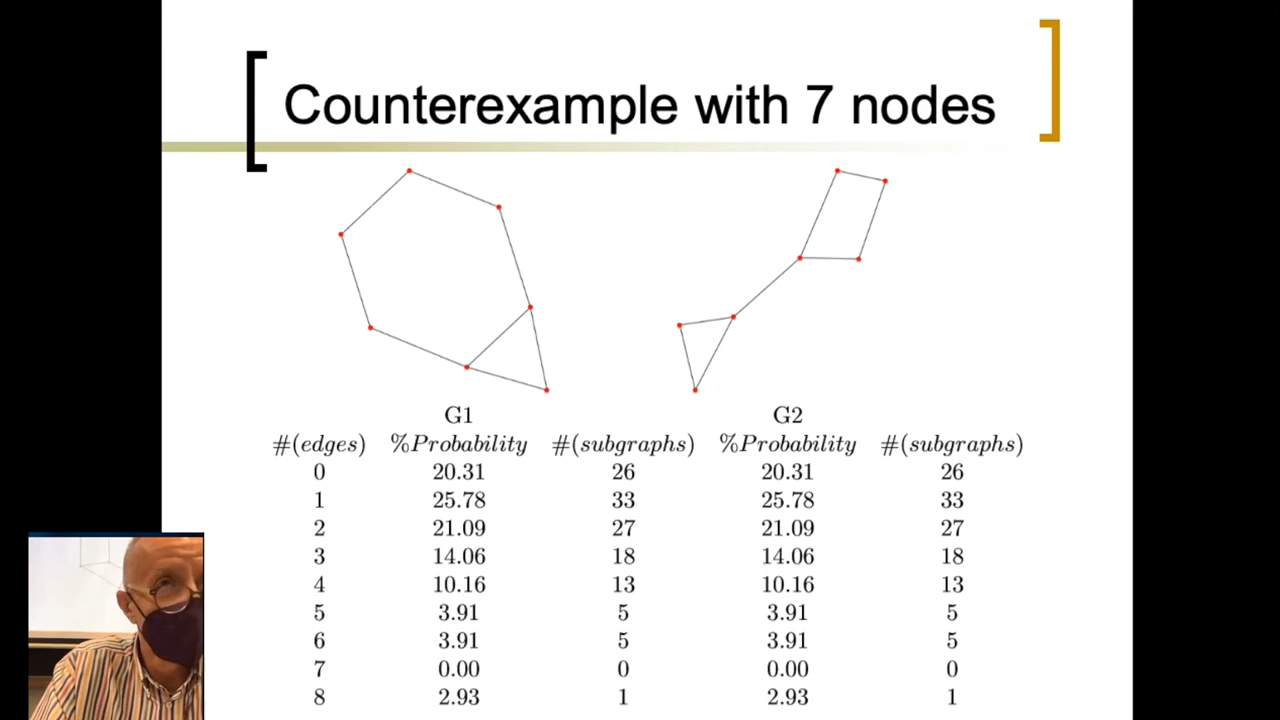 Counterexample with 7 nodes
G1 G2
#(edges) %Probability #(subgraphs) %Probability #(subgraphs)
0 20.31 26 20.31 26
1 25.78 33 25.78 33
2 21.09 27 21.09 27
3 14.06 18 14.06 18
4 10.16 13 10.16 13
5 3.91 5 3.91 5
6 3.91 5 3.91 5
7 0.00 0 0.00 0
8 2.93 1 2.93 1